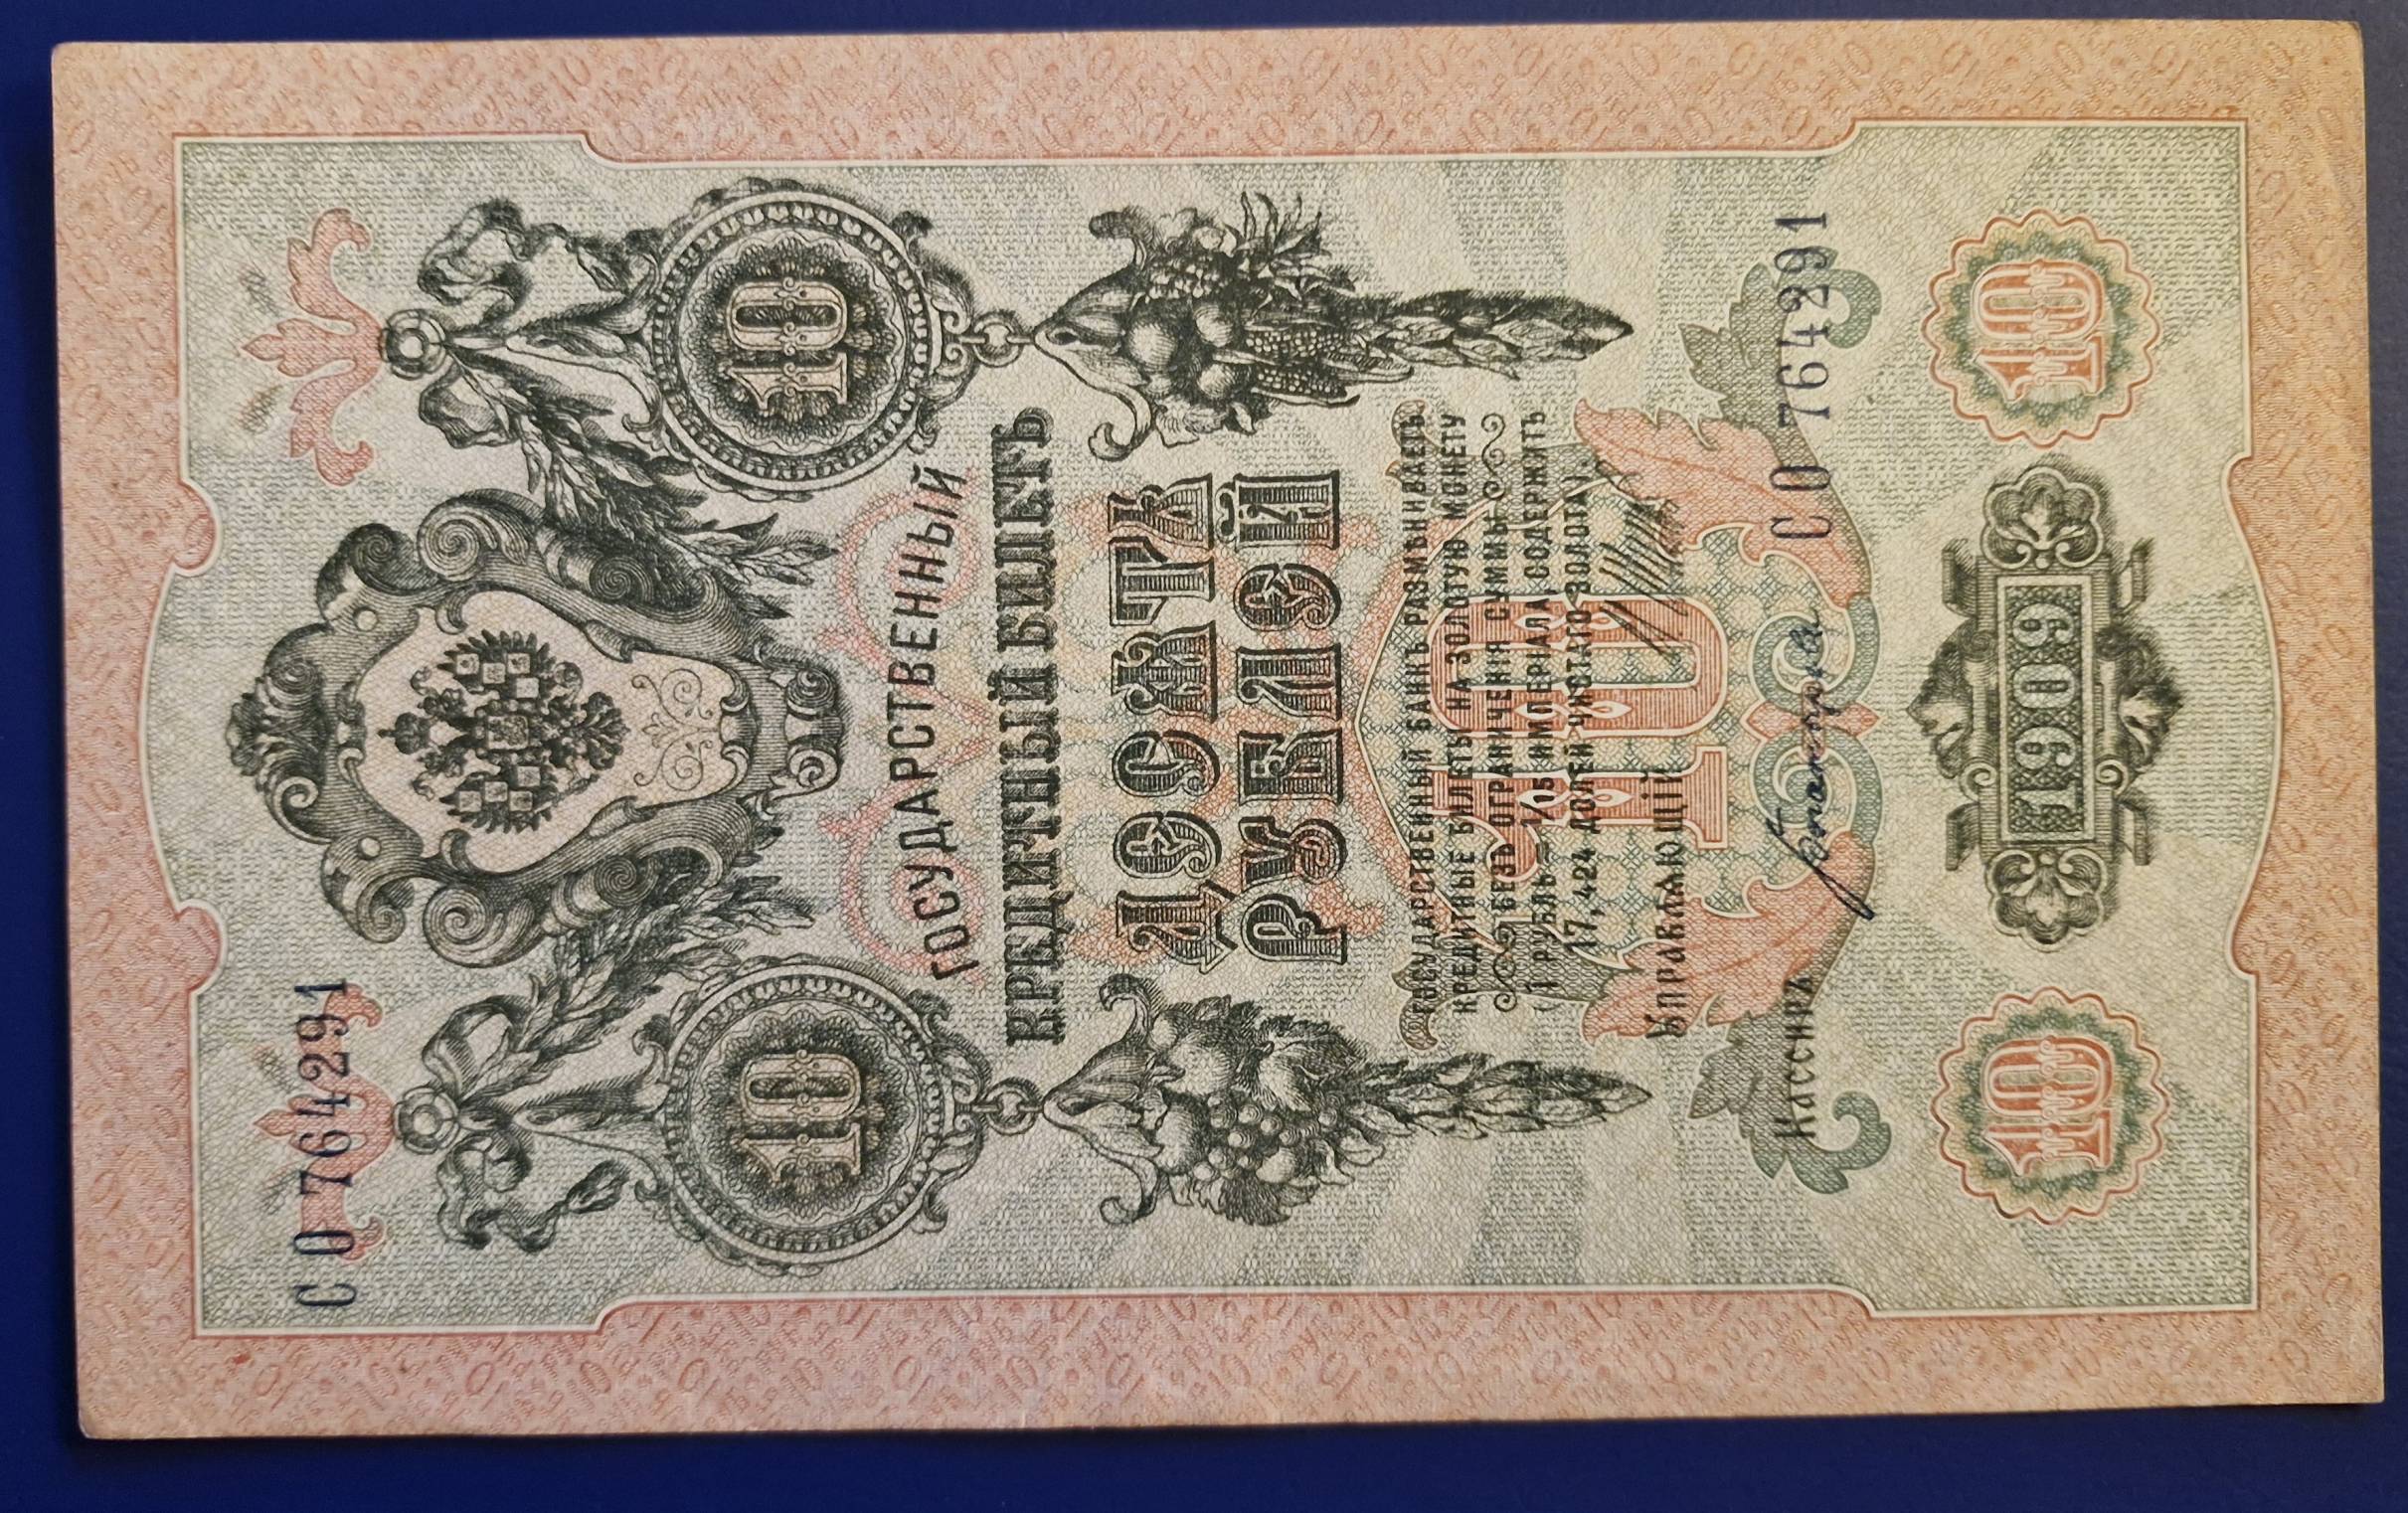 СО 764291
10 10
ГОСУДАРСТВЕННЫЙ
КРЕДИТНЫЙ БИЛЕТЪ
ДЕСЯТЬ
РУБЛЕЙ
ГОСУДАРСТВЕННЫЙ БАНКЪ РАЗМѢНИВАЕТЪ
КРЕДИТНЫЕ БИЛЕТЫ НА ЗОЛОТУЮ МОНЕТУ
БЕЗЪ ОГРАНИЧЕНІЯ СУММЫ
(1 РУБЛЬ = 1/15 ИМПЕРІАЛА, СОДЕРЖИТЪ
17,424 ДОЛЕЙ ЧИСТАГО ЗОЛОТА).
10
Управляющій
Кассиръ
СО 764291
10 1909 10